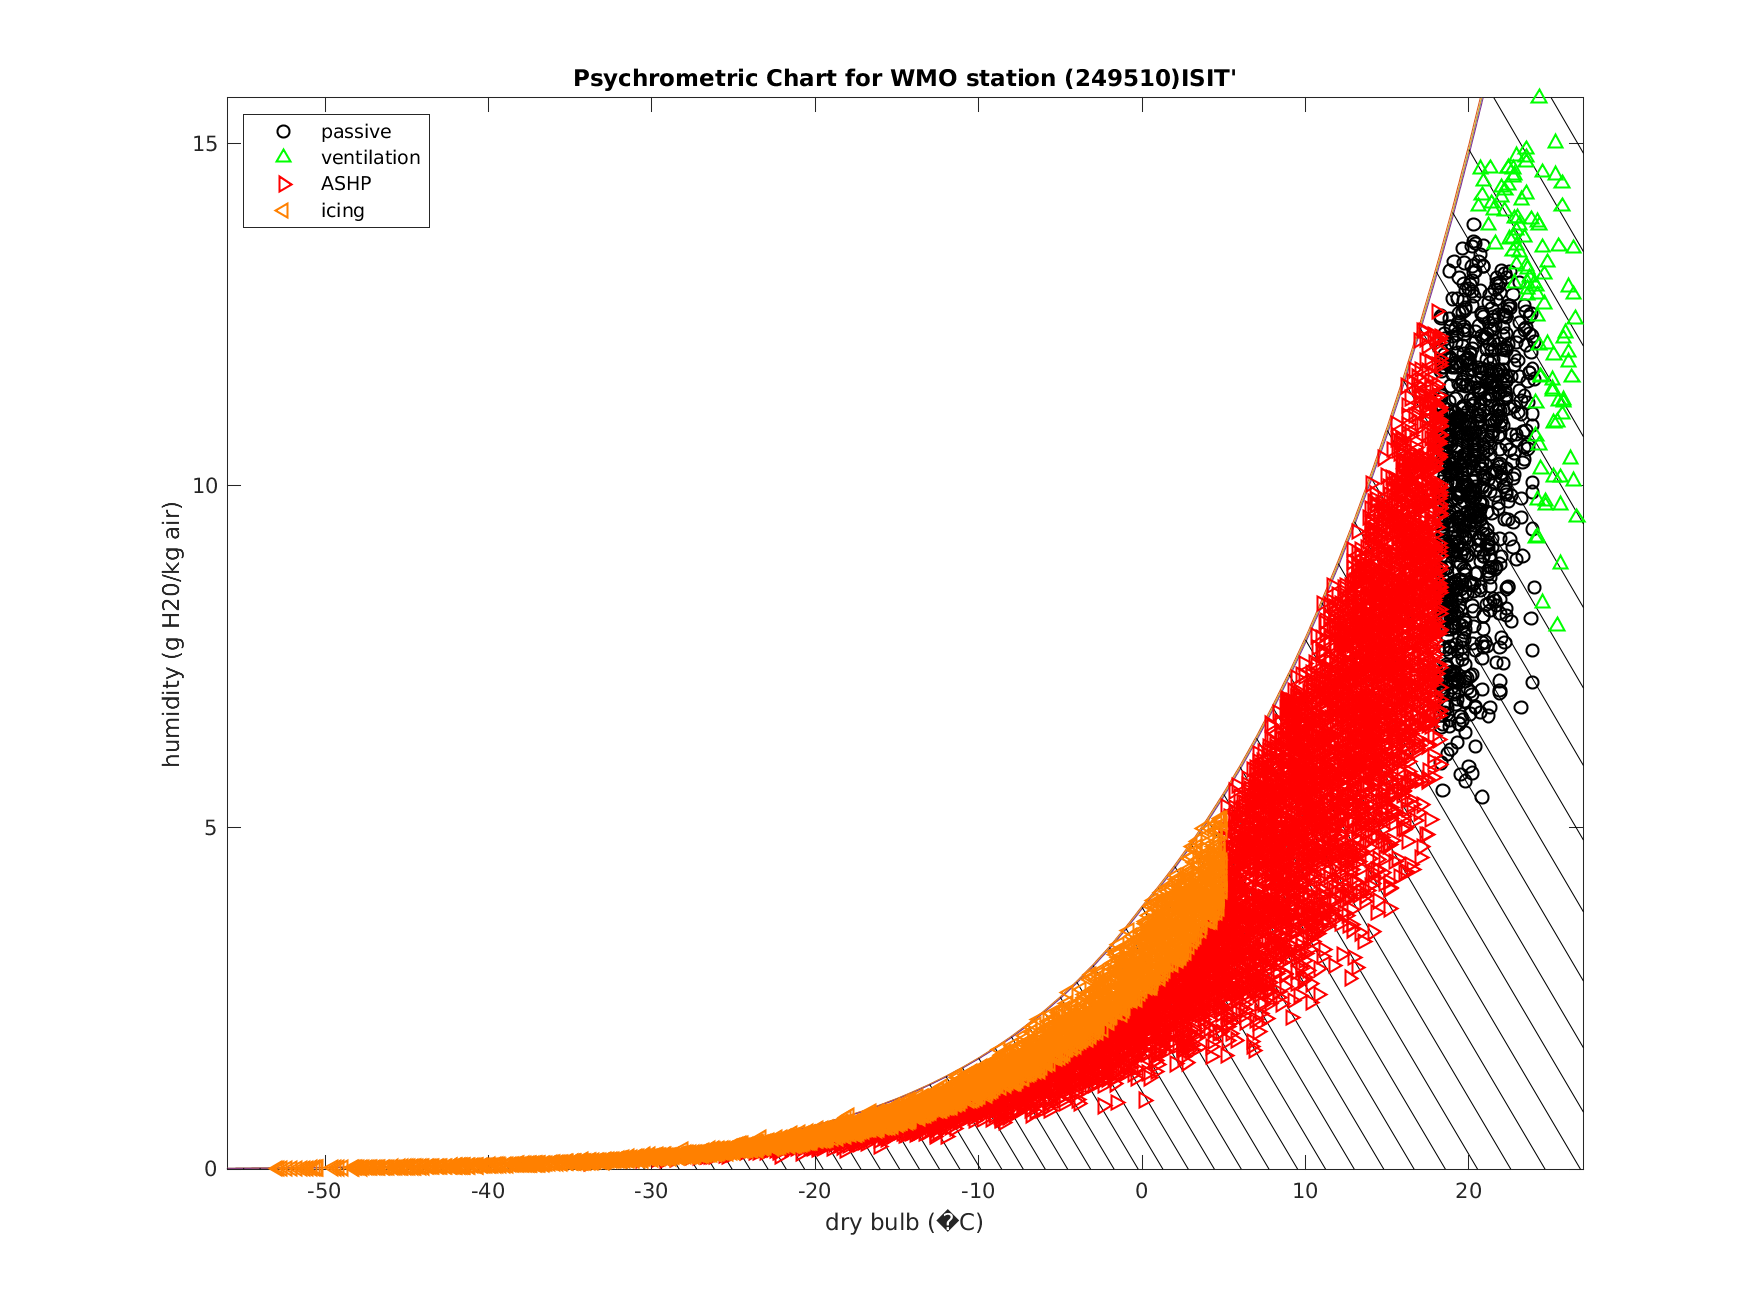 Psychrometric Chart for WMO station (249510)ISIT'
passive
ventilation
ASHP
icing
15
10
5
0
humidity (g H20/kg air)
-50 -40 -30 -20 -10 0 10 20
dry bulb (�C)